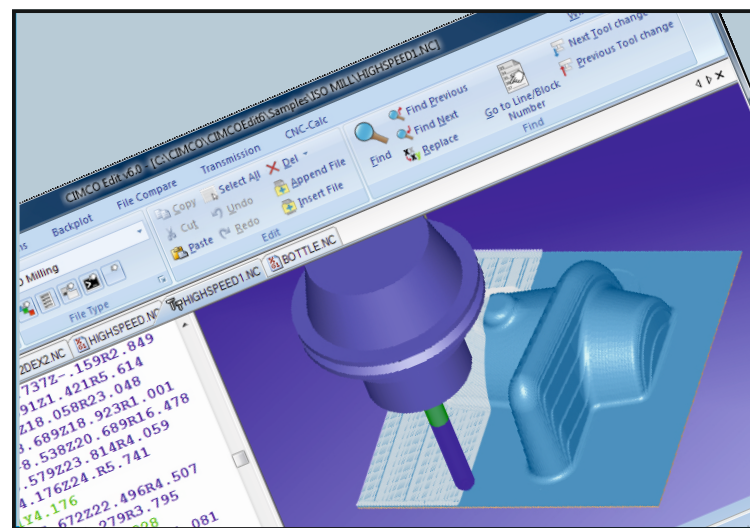 CIMCO Edit v6.0 - [C:\CIMCO\CIMCOEdit6\Samples\ISO MILL\HIGHSPEED1.NC]
Backplot File Compare Transmission CNC-Calc
Milling
File Type
Copy
Cut
Paste
Select All
Undo
Redo
Del
Append File
Insert File
Edit
Find
Find Previous
Find Next
Replace
Go to Line/Block
Number
Next Tool change
Previous Tool change
Find
2DEX2.NC HIGHSPEED.NC HIGHSPEED1.NC BOTTLE.NC
737Z-.159R2.849
91Z1.421R5.614
Z18.058R23.048
.689Z18.923R1.001
8.538Z20.689R16.478
.579Z23.814R4.059
4.176Z24.R5.741
Y4.176
.672Z22.496R4.507
279R3.795
.081